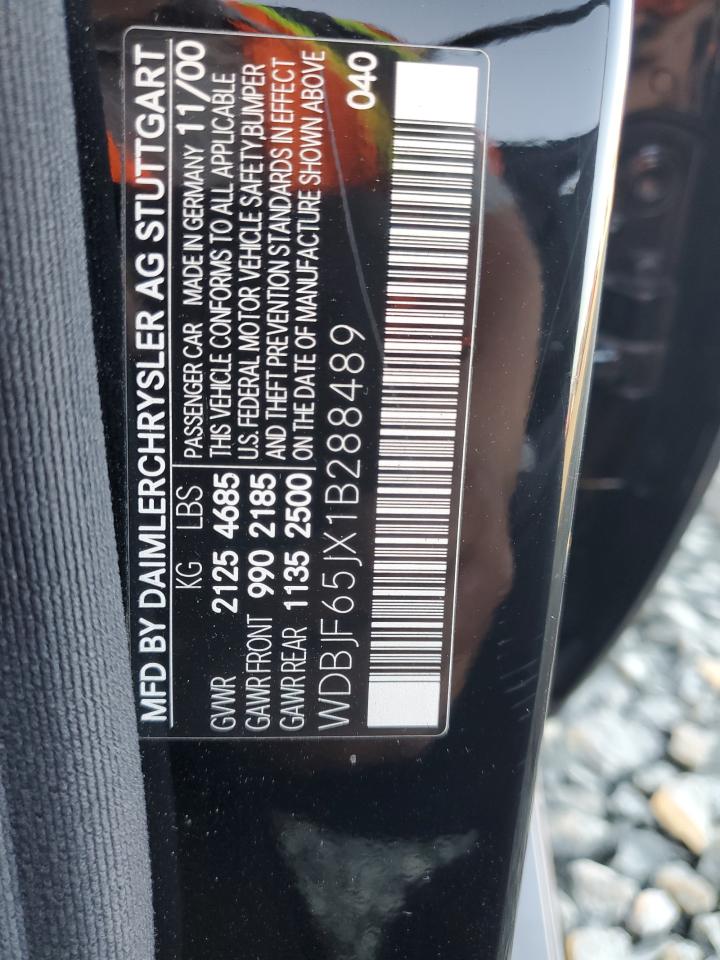 MFD BY DAIMLERCHRYSLER AG STUTTGART
KG LBS
GVWR 2125 4685
GAWR FRONT 990 2185
GAWR REAR 1135 2500
PASSENGER CAR MADE IN GERMANY 11/00
THIS VEHICLE CONFORMS TO ALL APPLICABLE
U.S. FEDERAL MOTOR VEHICLE SAFETY,BUMPER
AND THEFT PREVENTION STANDARDS IN EFFECT
ON THE DATE OF MANUFACTURE SHOWN ABOVE
WDBJF65JX1B288489
040